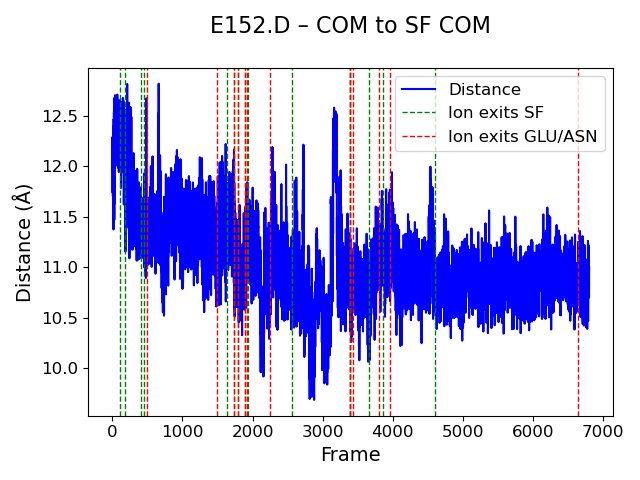 E152.D – COM to SF COM
Distance
Ion exits SF
Ion exits GLU/ASN
Distance (Å)
12.5
12.0
11.5
11.0
10.5
10.0
0 1000 2000 3000 4000 5000 6000 7000
Frame